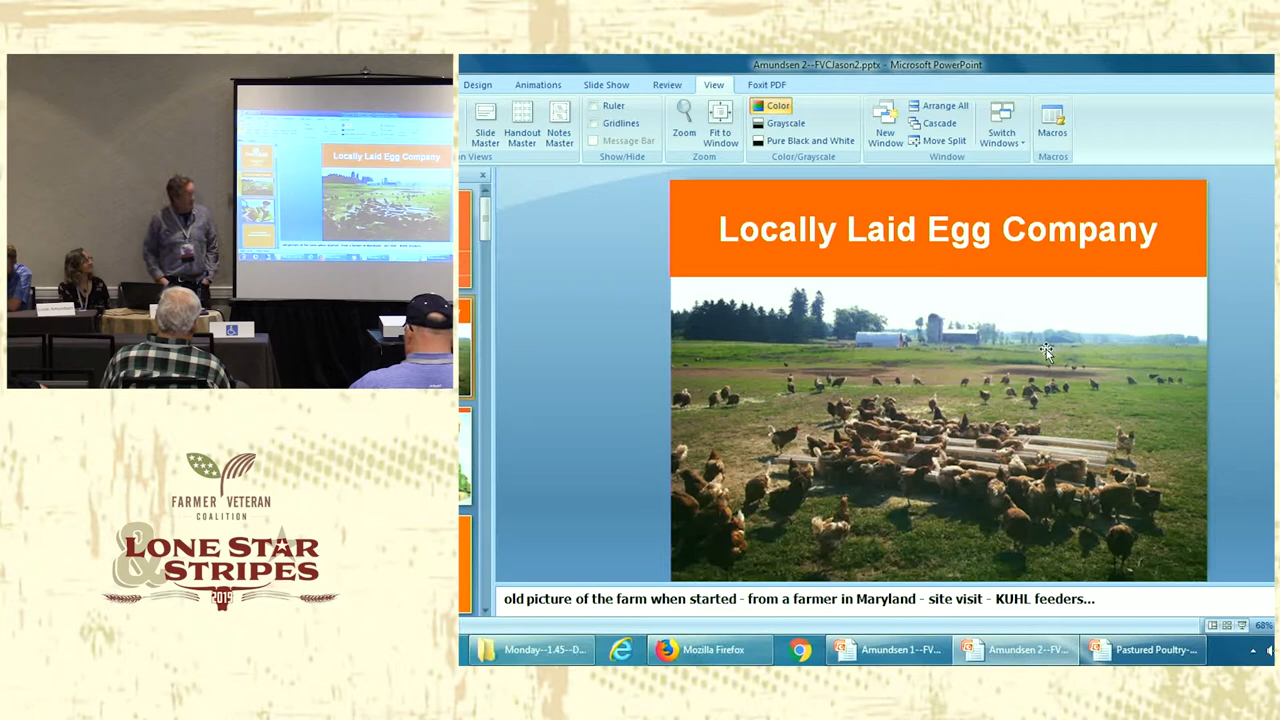 Locally Laid Egg Company
FARMER VETERAN
COALITION
&
LONE STAR
STRIPES
2019
Amundsen 2--FVCJason2.pptx - Microsoft PowerPoint
Design Animations Slide Show Review View Foxit PDF
Slide Master
Handout Master
Notes Master
Ruler
Gridlines
Message Bar
Zoom
Fit to Window
Color
Grayscale
Pure Black and White
New Window
Arrange All
Cascade
Move Split
Switch Windows
Macros
on Views Show/Hide Zoom Color/Grayscale Window Macros
Locally Laid Egg Company
old picture of the farm when started - from a farmer in Maryland - site visit - KUHL feeders...
68%
Monday--1.45--D... Mozilla Firefox Amundsen 1--FV... Amundsen 2--FV... Pastured Poultry-...